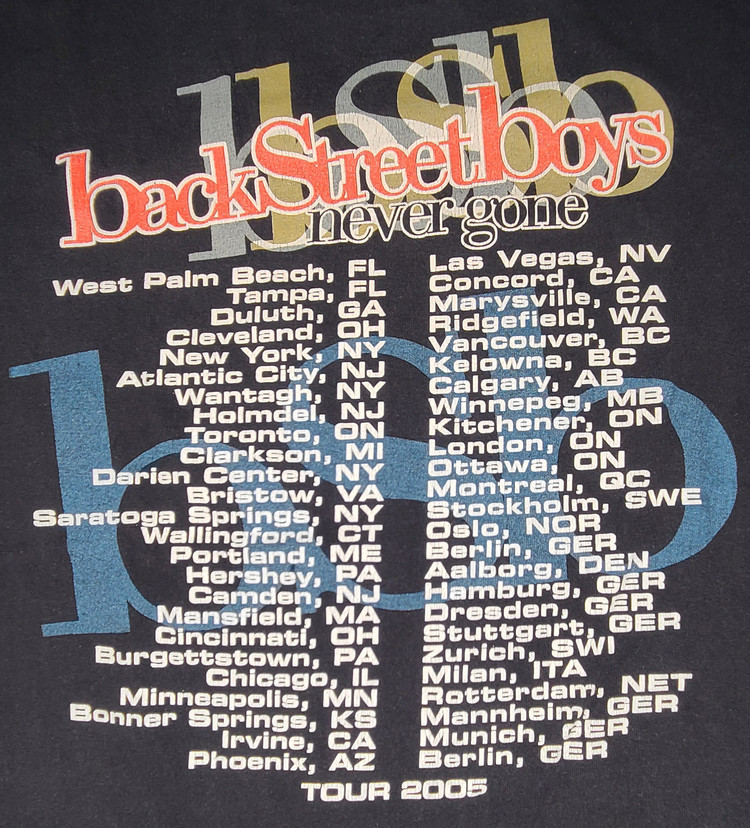 bsb
backStreetboys
never gone
West Palm Beach, FL
Tampa, FL
Duluth, GA
Cleveland, OH
New York, NY
Atlantic City, NJ
Wantagh, NY
Holmdel, NJ
Toronto, ON
Clarkson, MI
Darien Center, NY
Bristow, VA
Saratoga Springs, NY
Wallingford, CT
Portland, ME
Hershey, PA
Camden, NJ
Mansfield, MA
Cincinnati, OH
Burgettstown, PA
Chicago, IL
Minneapolis, MN
Bonner Springs, KS
Irvine, CA
Phoenix, AZ
Las Vegas, NV
Concord, CA
Marysville, CA
Ridgefield, WA
Vancouver, BC
Kelowna, BC
Calgary, AB
Winnepeg, MB
Kitchener, ON
London, ON
Ottawa, ON
Montreal, QC
Stockholm, SWE
Oslo, NOR
Berlin, GER
Aalborg, DEN
Hamburg, GER
Dresden, GER
Stuttgart, GER
Zurich, SWI
Milan, ITA
Rotterdam, NET
Mannheim, GER
Munich, GER
Berlin, GER
bsb
TOUR 2005